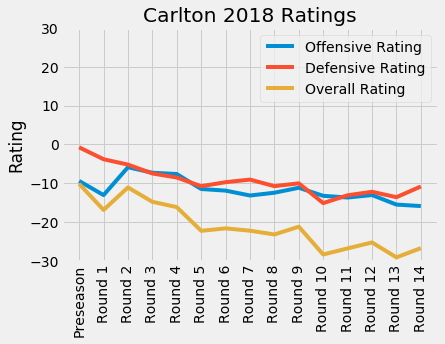 Carlton 2018 Ratings
30
20
10
0
−10
−20
−30
Rating
Offensive Rating
Defensive Rating
Overall Rating
Preseason
Round 1
Round 2
Round 3
Round 4
Round 5
Round 6
Round 7
Round 8
Round 9
Round 10
Round 11
Round 12
Round 13
Round 14